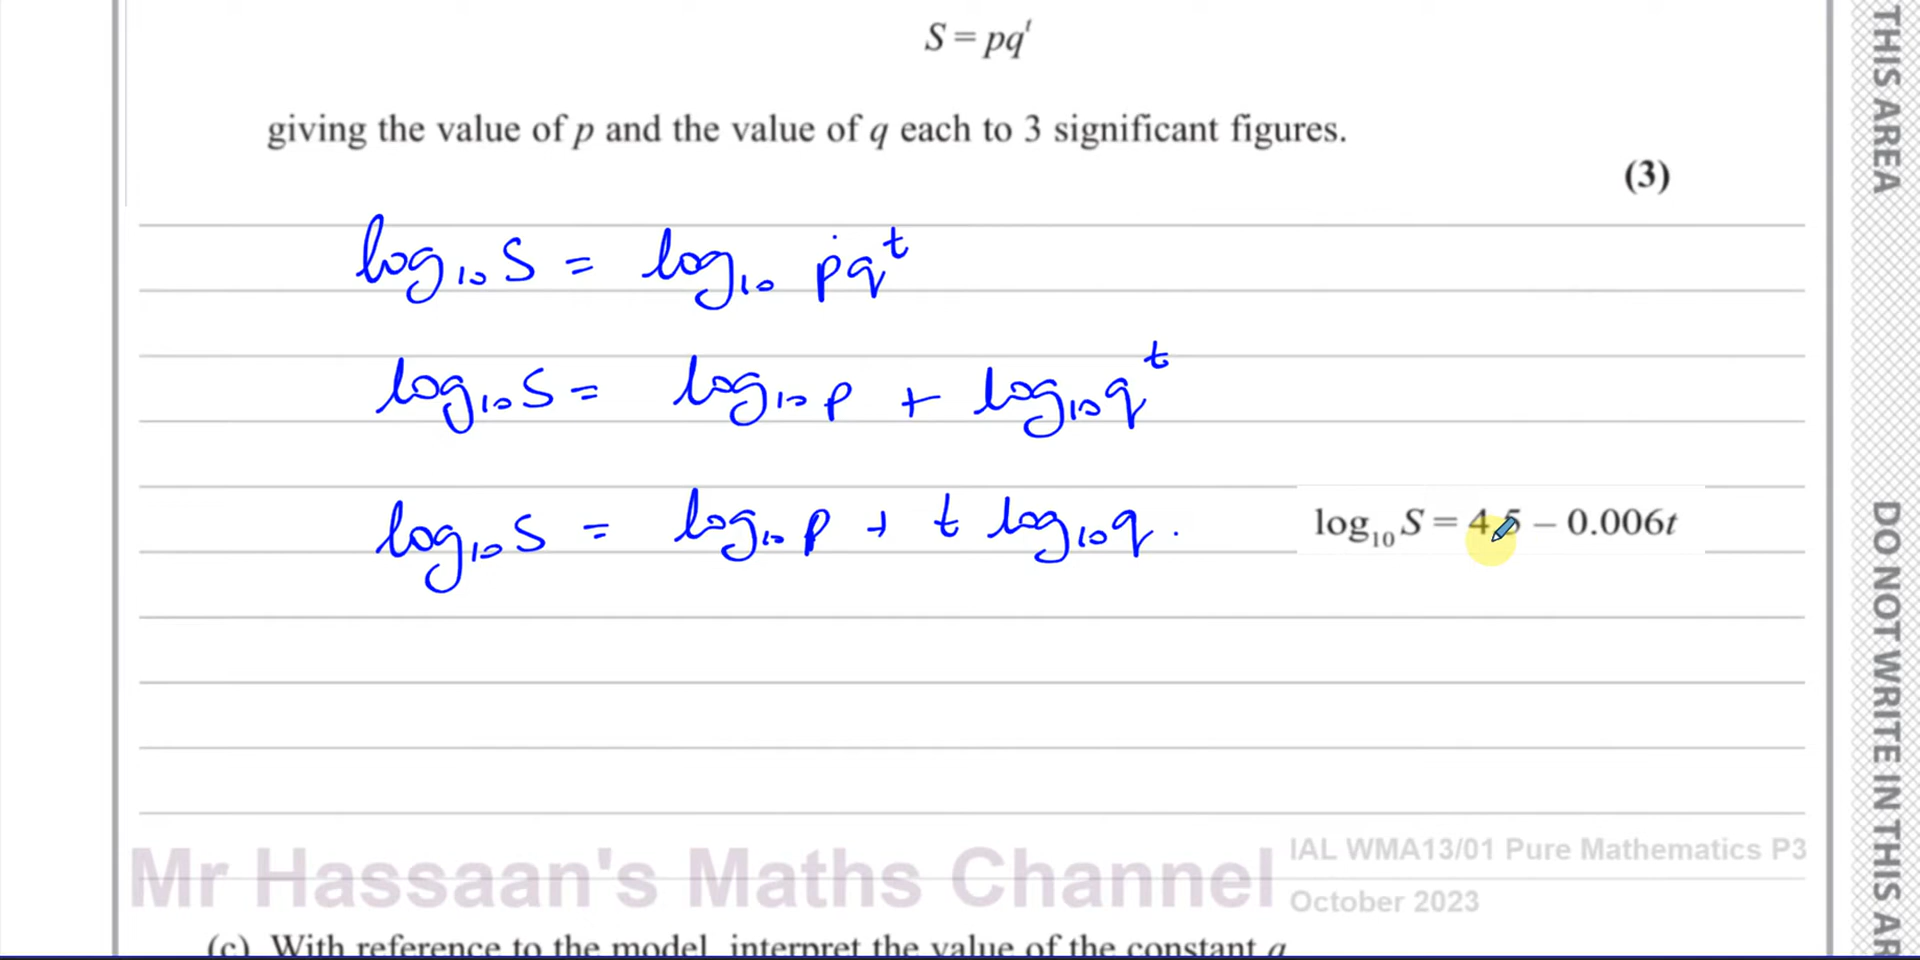 S = pqᵗ
giving the value of p and the value of q each to 3 significant figures.
(3)
log₁₀ S = log₁₀ pqᵗ
log₁₀ S = log₁₀ p + log₁₀ qᵗ
log₁₀ S = log₁₀ p + t log₁₀ q.
log₁₀ S = 4.5 – 0.006t
Mr Hassaan's Maths Channel
IAL WMA13/01 Pure Mathematics P3
October 2023
(c) With reference to the model, interpret the value of the constant q
THIS AREA
DO NOT WRITE IN THIS AR